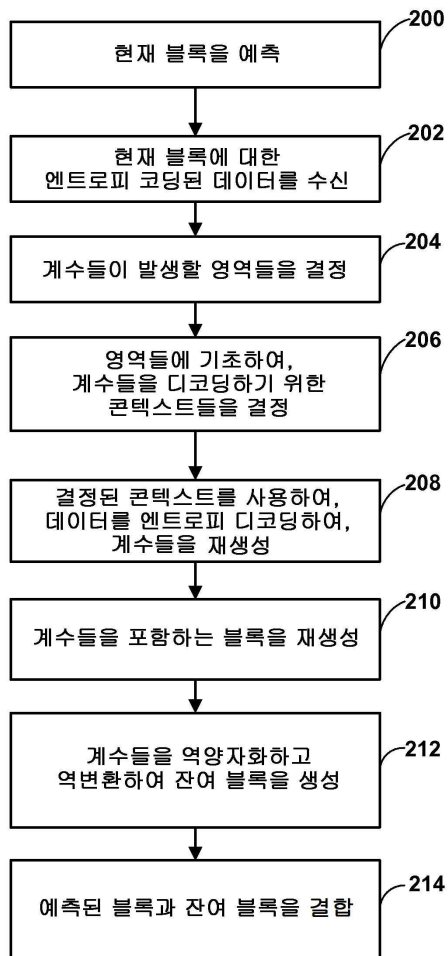 200
현재 블록을 예측
202
현재 블록에 대한
엔트로피 코딩된 데이터를 수신
204
계수들이 발생할 영역들을 결정
206
영역들에 기초하여,
계수들을 디코딩하기 위한
콘텍스트들을 결정
208
결정된 콘텍스트를 사용하여,
데이터를 엔트로피 디코딩하여,
계수들을 재생성
210
계수들을 포함하는 블록을 재생성
212
계수들을 역양자화하고
역변환하여 잔여 블록을 생성
214
예측된 블록과 잔여 블록을 결합